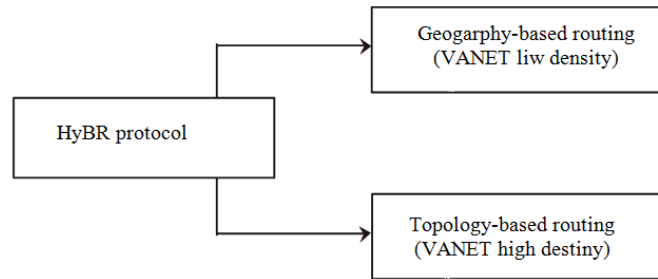 Geogarphy-based routing
(VANET liw density)
HyBR protocol
Topology-based routing
(VANET high destiny)